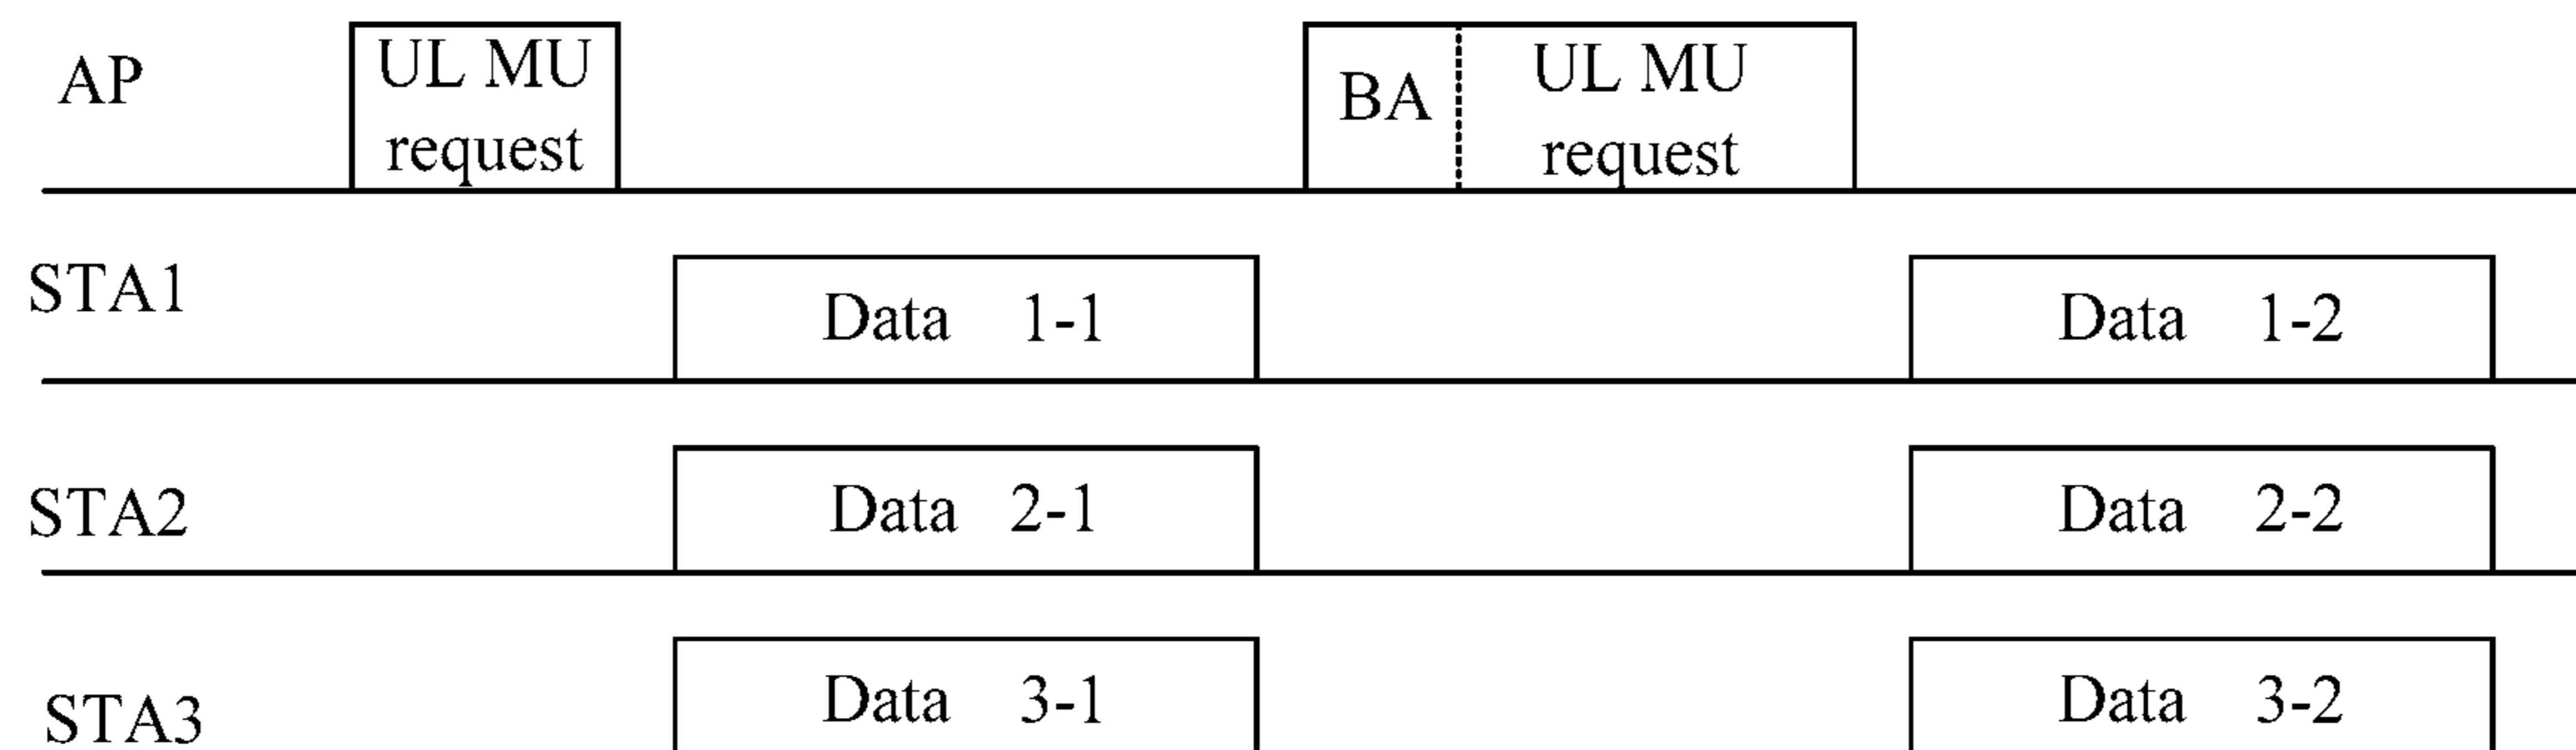 AP
UL MU
request
BA
UL MU
request
STA1
Data 1-1
Data 1-2
STA2
Data 2-1
Data 2-2
STA3
Data 3-1
Data 3-2